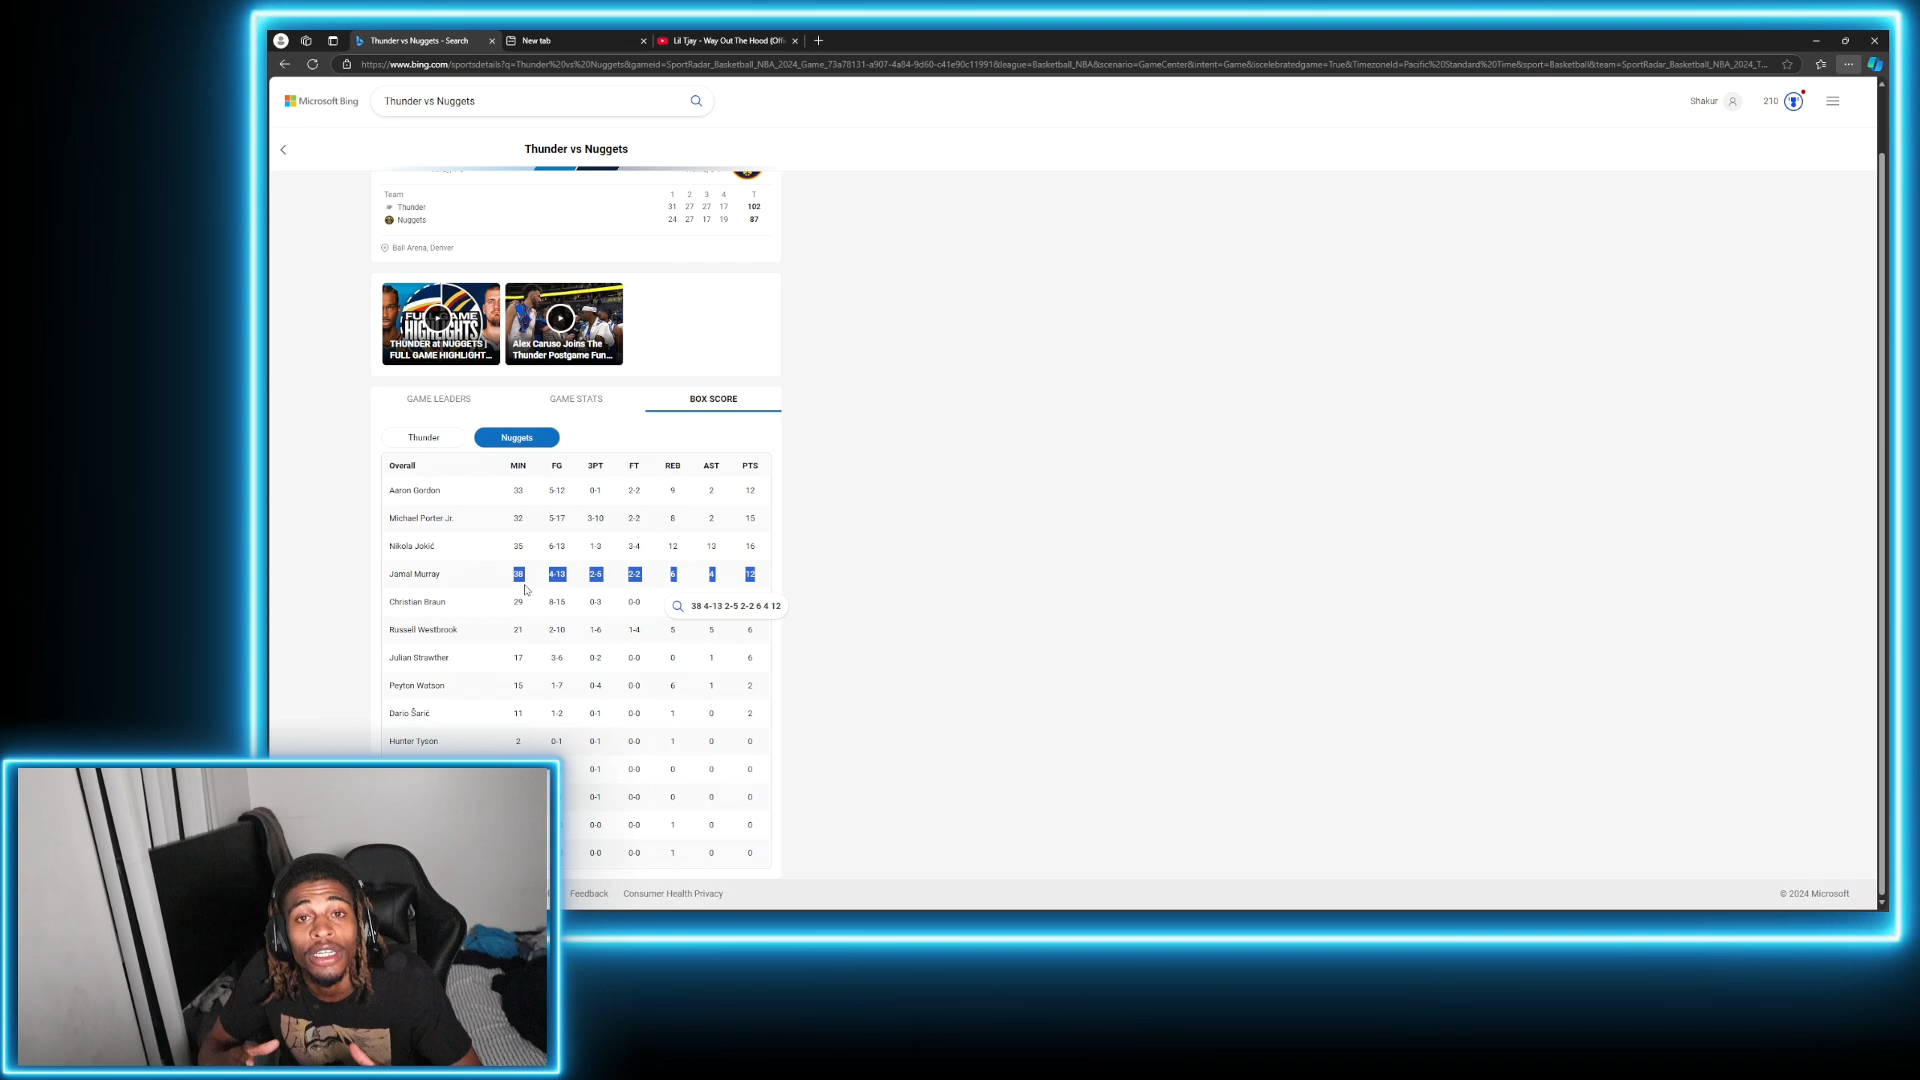 Thunder vs Nuggets - Search
New tab
Lil Tjay - Way Out The Hood (Offi
https://www.bing.com/sportsdetails?q=Thunder%20vs%20Nuggets&gameid=SportRadar_Basketball_NBA_2024_Game_73a78131-a907-4a84-9d60-c41e90c11991&league=Basketball_NBA&scenario=GameCenter&intent=Game&iscelebratedgame=True&TimezoneId=Pacific%20Standard%20Time&sport=Basketball&team=SportRadar_Basketball_NBA_2024_T...
Microsoft Bing
Thunder vs Nuggets
Shakur
210
Thunder vs Nuggets
Team 1 2 3 4 T
Thunder 31 27 27 17 102
Nuggets 24 27 17 19 87
Ball Arena, Denver
FULL GAME
HIGHLIGHTS
THUNDER at NUGGETS |
FULL GAME HIGHLIGHT...
Alex Caruso Joins The
Thunder Postgame Fun...
GAME LEADERS
GAME STATS
BOX SCORE
Thunder
Nuggets
Overall MIN FG 3PT FT REB AST PTS
Aaron Gordon 33 5-12 0-1 2-2 9 2 12
Michael Porter Jr. 32 5-17 3-10 2-2 8 2 15
Nikola Jokić 35 6-13 1-3 3-4 12 13 16
Jamal Murray 38 4-13 2-5 2-2 6 4 12
Christian Braun 29 8-15 0-3 0-0
38 4-13 2-5 2-2 6 4 12
Russell Westbrook 21 2-10 1-6 1-4 5 5 6
Julian Strawther 17 3-6 0-2 0-0 0 1 6
Peyton Watson 15 1-7 0-4 0-0 6 1 2
Dario Šarić 11 1-2 0-1 0-0 1 0 2
Hunter Tyson 2 0-1 0-1 0-0 1 0 0
0-1 0-0 0 0 0
0-1 0-0 0 0 0
0-0 0-0 1 0 0
0-0 0-0 1 0 0
Feedback
Consumer Health Privacy
© 2024 Microsoft